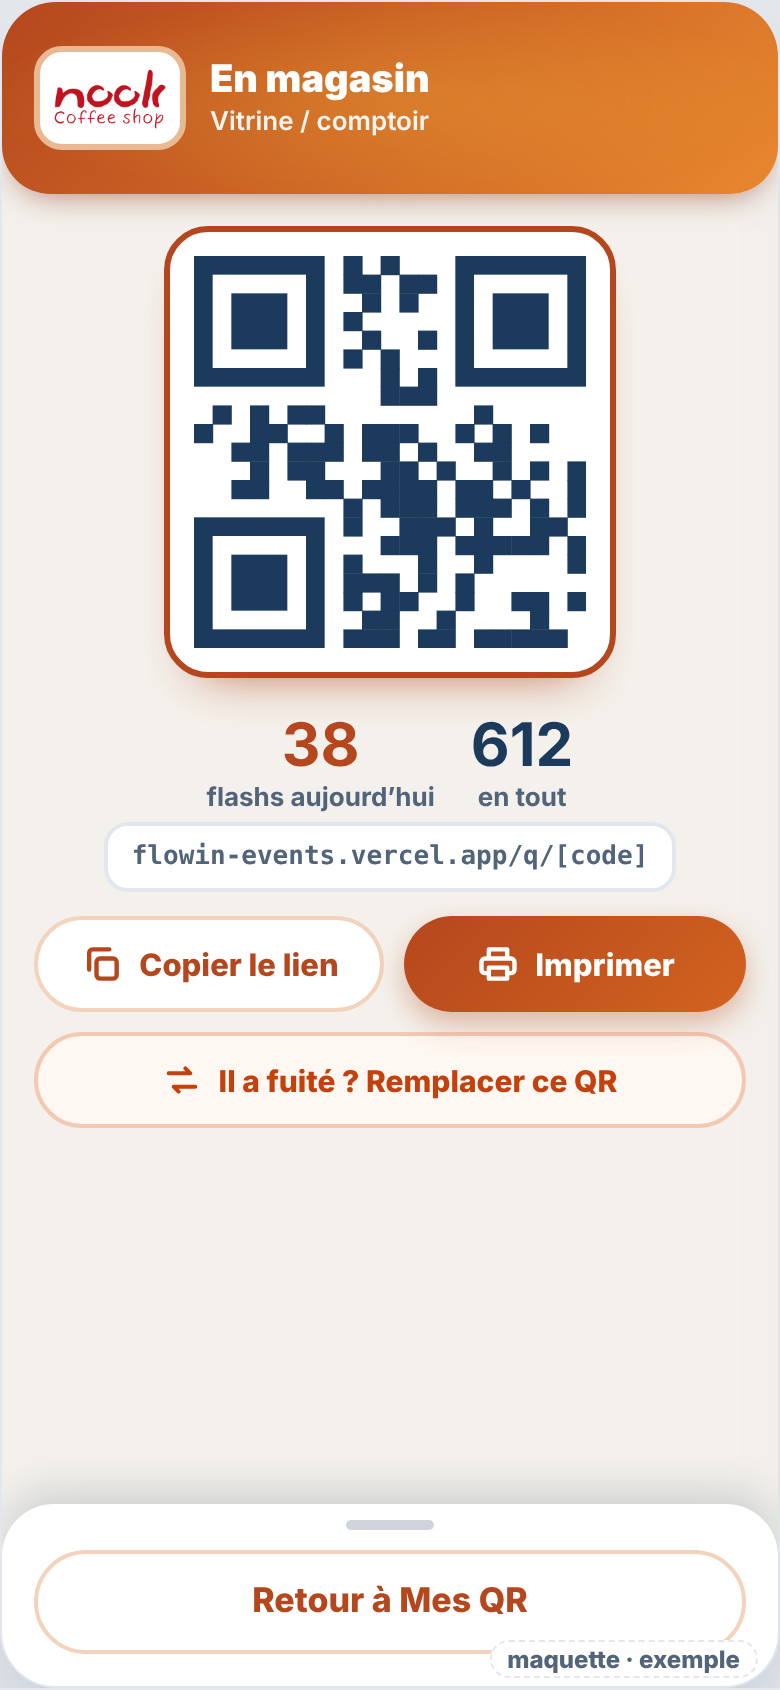 nook
Coffee shop
En magasin
Vitrine / comptoir
38
flashs aujourd’hui
612
en tout
flowin-events.vercel.app/q/[code]
Copier le lien
Imprimer
Il a fuité ? Remplacer ce QR
Retour à Mes QR
maquette · exemple